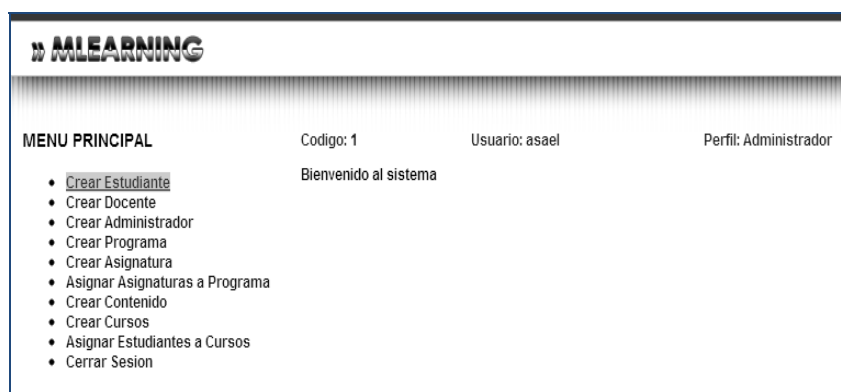 » MLEARNING
MENU PRINCIPAL
Codigo: 1 Usuario: asael Perfil: Administrador
Bienvenido al sistema
• Crear Estudiante
• Crear Docente
• Crear Administrador
• Crear Programa
• Crear Asignatura
• Asignar Asignaturas a Programa
• Crear Contenido
• Crear Cursos
• Asignar Estudiantes a Cursos
• Cerrar Sesion